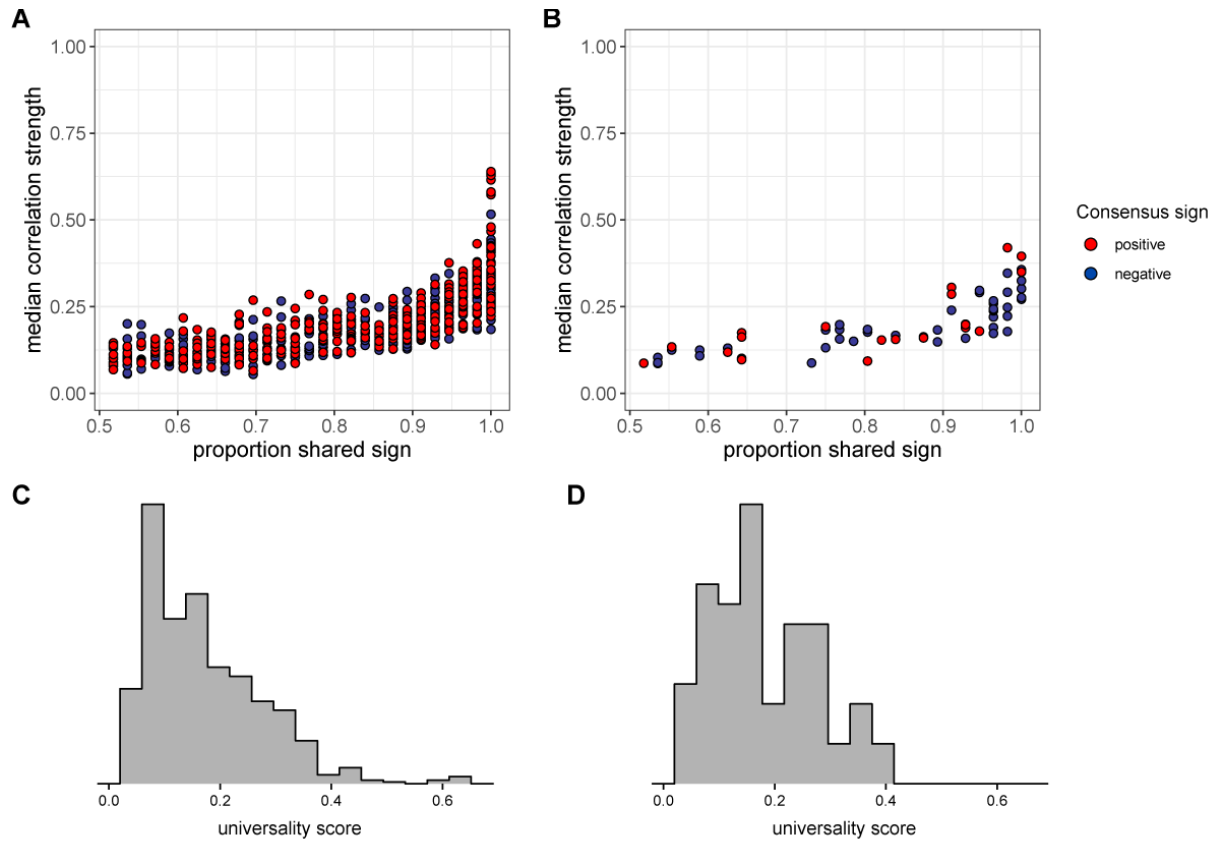 A
B
median correlation strength
1.00
0.75
0.50
0.25
0.00
0.5 0.6 0.7 0.8 0.9 1.0
proportion shared sign
median correlation strength
1.00
0.75
0.50
0.25
0.00
0.5 0.6 0.7 0.8 0.9 1.0
proportion shared sign
Consensus sign
positive
negative
C
0.0 0.2 0.4 0.6
universality score
D
0.0 0.2 0.4 0.6
universality score